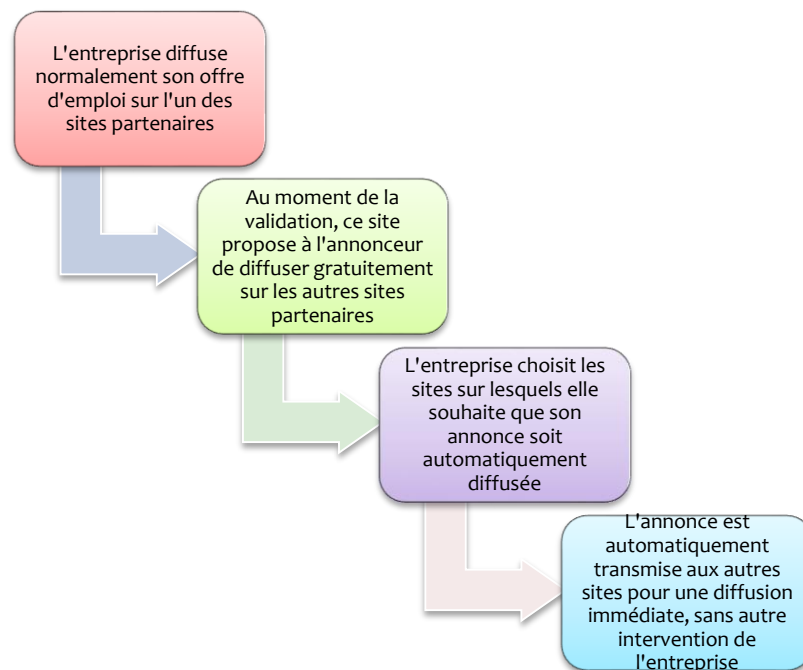 L'entreprise diffuse
normalement son offre
d'emploi sur l'un des
sites partenaires
Au moment de la
validation, ce site
propose à l'annonceur
de diffuser gratuitement
sur les autres sites
partenaires
L'entreprise choisit les
sites sur lesquels elle
souhaite que son
annonce soit
automatiquement
diffusée
L'annonce est
automatiquement
transmise aux autres
sites pour une diffusion
immédiate, sans autre
intervention de
l'entreprise